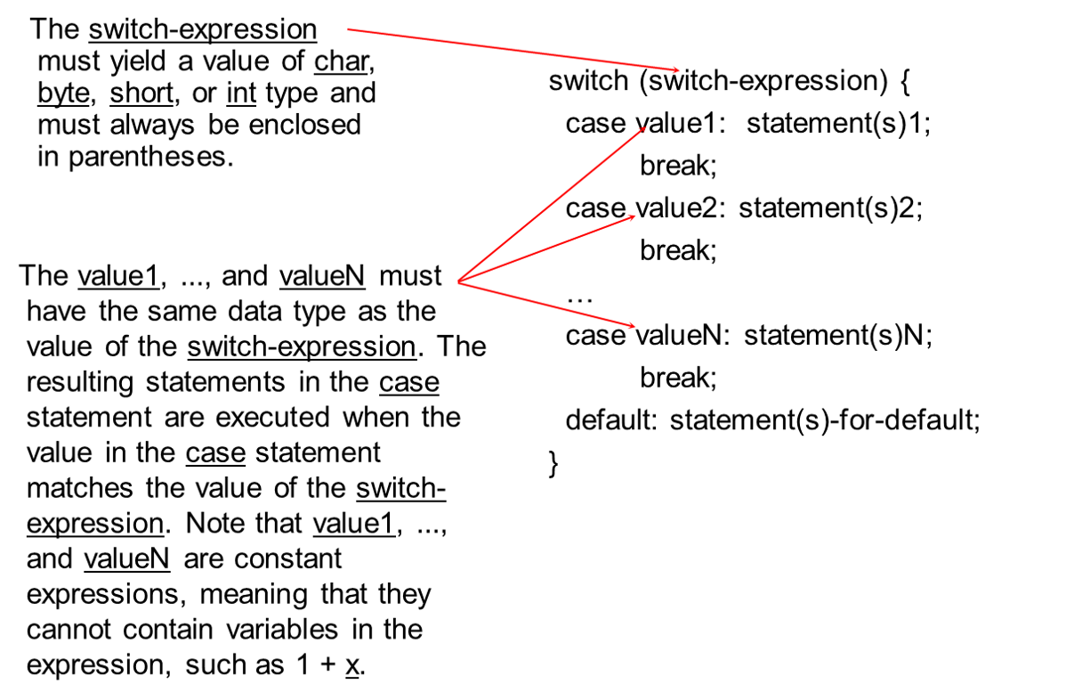 The switch-expression
must yield a value of char,
byte, short, or int type and
must always be enclosed
in parentheses.
The value1, ..., and valueN must
have the same data type as the
value of the switch-expression. The
resulting statements in the case
statement are executed when the
value in the case statement
matches the value of the switch-
expression. Note that value1, ...,
and valueN are constant
expressions, meaning that they
cannot contain variables in the
expression, such as 1 + x.
switch (switch-expression) {
case value1: statement(s)1;
break;
case value2: statement(s)2;
break;
…
case valueN: statement(s)N;
break;
default: statement(s)-for-default;
}